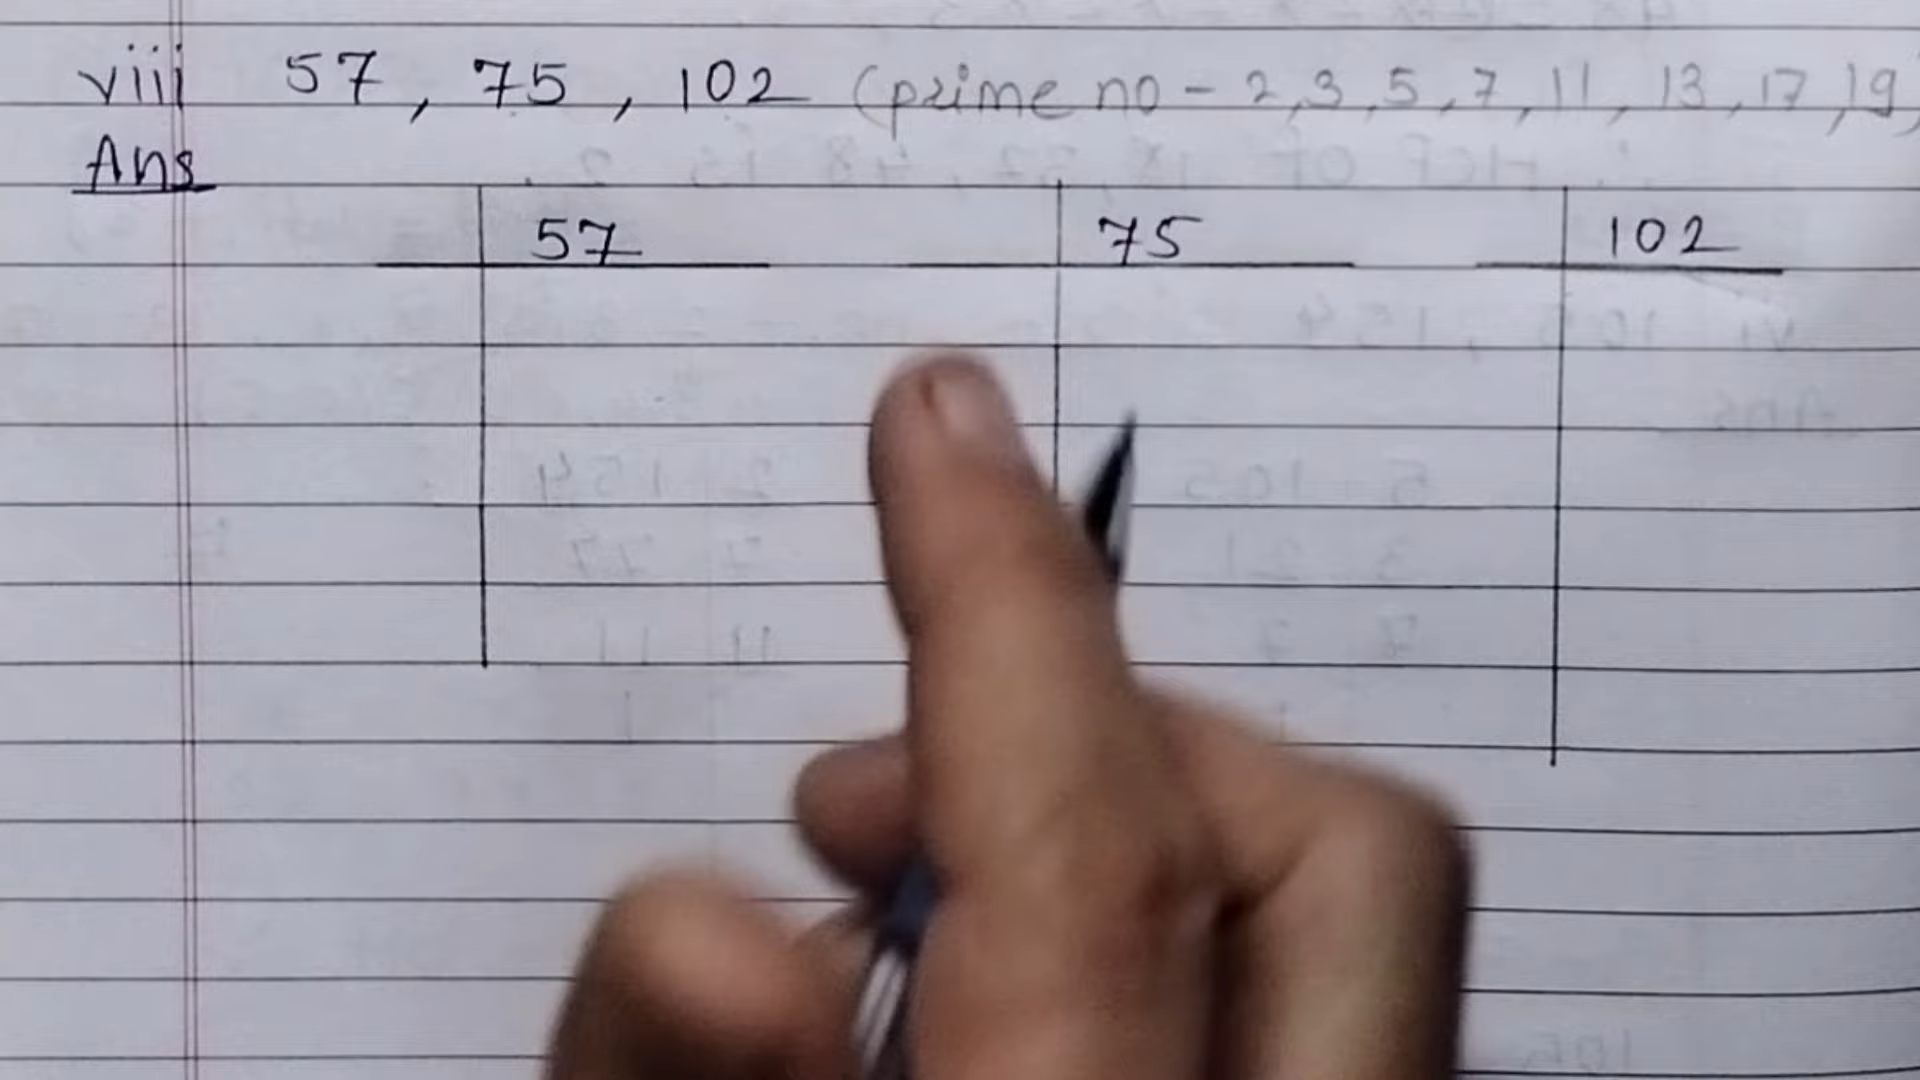 viii 57, 75, 102 (prime no - 2,3,5,7,11,13,17,19)
Ans
57 75 102